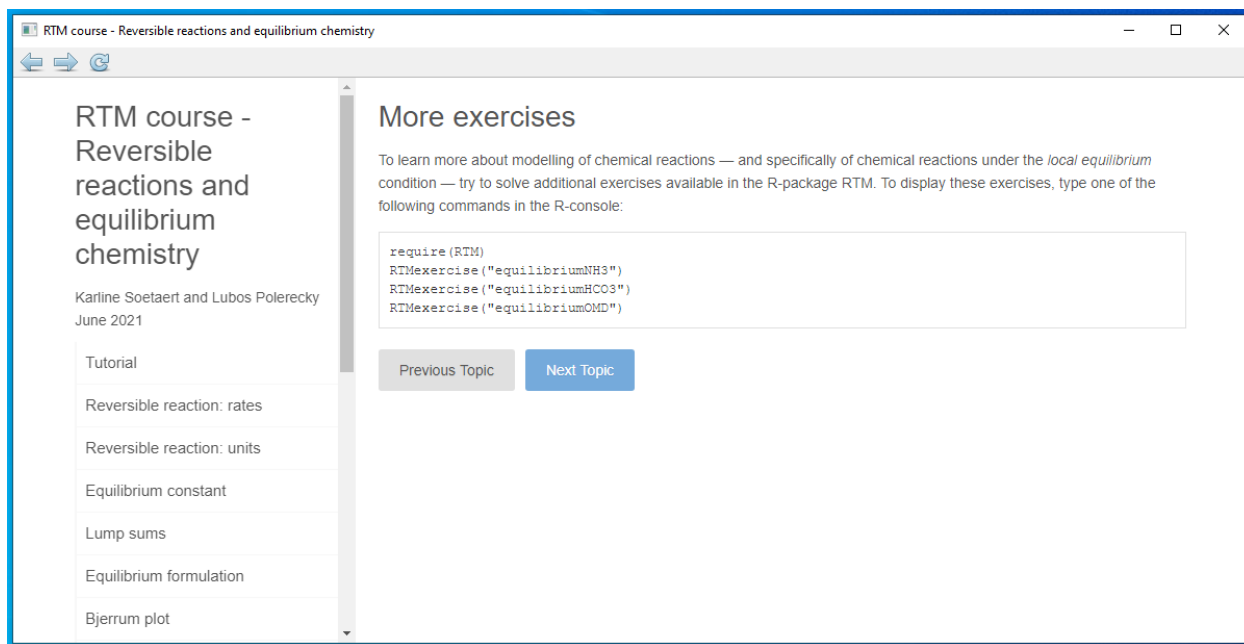 RTM course - Reversible reactions and equilibrium chemistry
RTM course -
Reversible
reactions and
equilibrium
chemistry
Karline Soetaert and Lubos Polerecky
June 2021
Tutorial
Reversible reaction: rates
Reversible reaction: units
Equilibrium constant
Lump sums
Equilibrium formulation
Bjerrum plot
More exercises
To learn more about modelling of chemical reactions — and specifically of chemical reactions under the local equilibrium
condition — try to solve additional exercises available in the R-package RTM. To display these exercises, type one of the
following commands in the R-console:
require(RTM)
RTMexercise("equilibriumNH3")
RTMexercise("equilibriumHCO3")
RTMexercise("equilibriumOMD")
Previous Topic
Next Topic